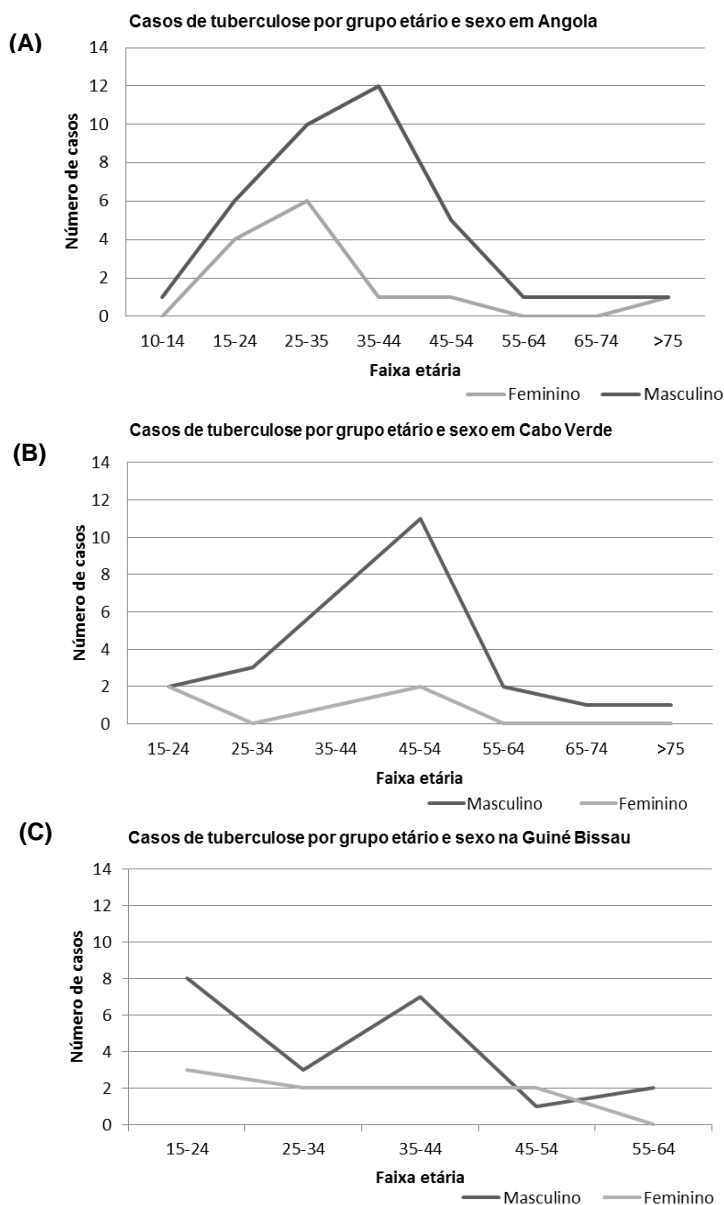 Casos de tuberculose por grupo etário e sexo em Angola
(A)
14
12
10
8
6
4
2
0
Número de casos
10-14 15-24 25-35 35-44 45-54 55-64 65-74 >75
Faixa etária
Feminino Masculino
Casos de tuberculose por grupo etário e sexo em Cabo Verde
(B)
14
12
10
8
6
4
2
0
Número de casos
15-24 25-34 35-44 45-54 55-64 65-74 >75
Faixa etária
Masculino Feminino
(C)
Casos de tuberculose por grupo etário e sexo na Guiné Bissau
14
12
10
8
6
4
2
0
Número de casos
15-24 25-34 35-44 45-54 55-64
Faixa etária
Masculino Feminino